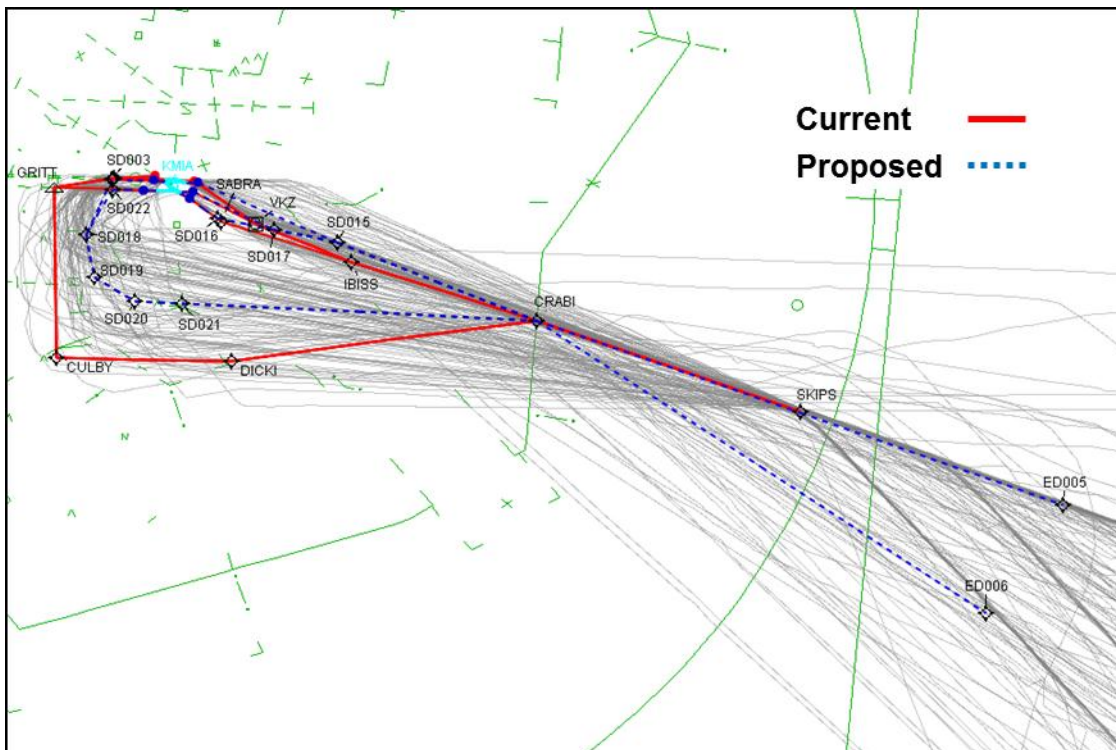 Current
Proposed
SD003
KMIA
GRITT
SABRA
SD022
VKZ
SD015
SD016
SD018
SD017
SD019
IBISS
SD020
SD021
CRABI
CULBY
DICKI
SKIPS
ED005
ED006